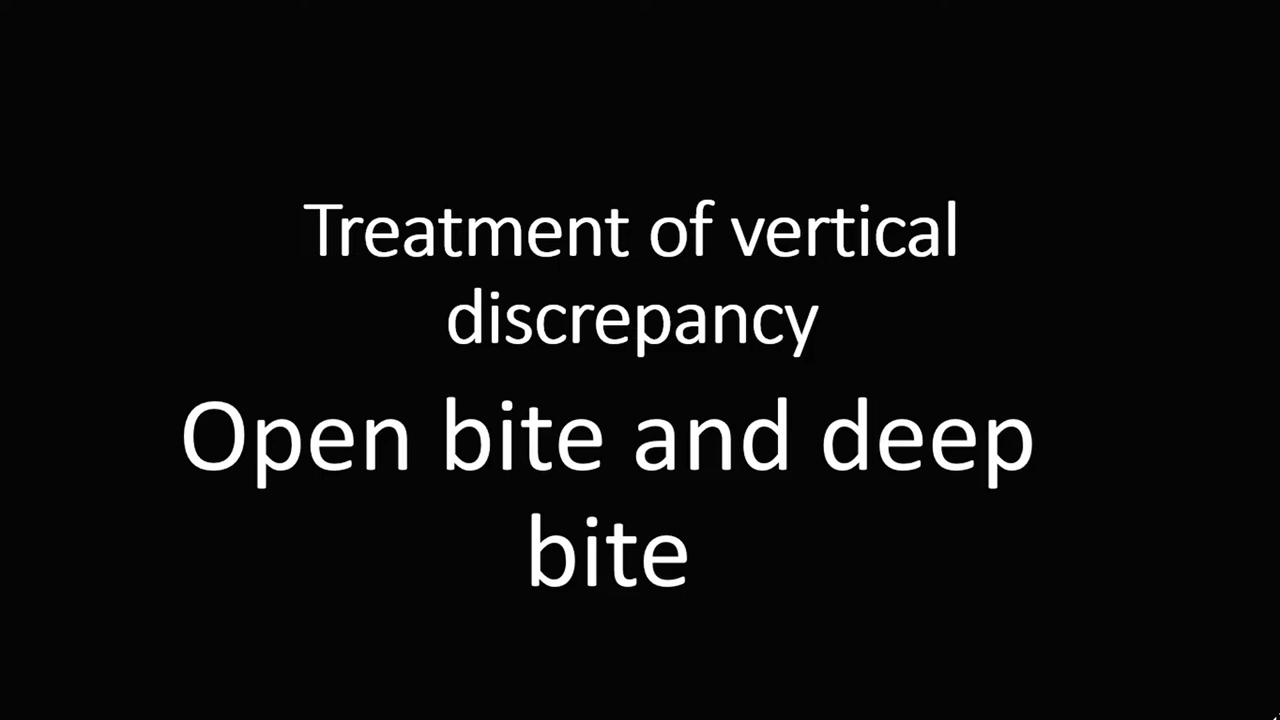 Treatment of vertical
discrepancy
Open bite and deep
bite